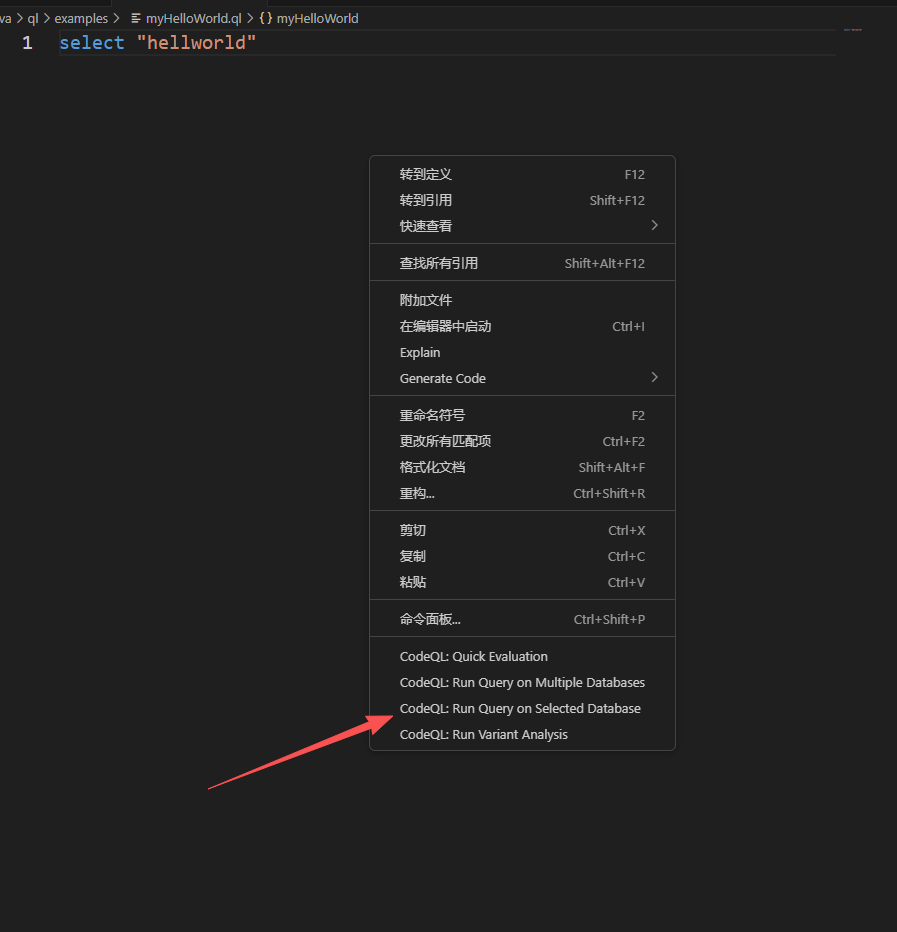 va > ql > examples > myHelloWorld.ql > {} myHelloWorld
1 select "hellworld"
转到定义 F12
转到引用 Shift+F12
快速查看 >
查找所有引用 Shift+Alt+F12
附加文件
在编辑器中启动 Ctrl+I
Explain
Generate Code >
重命名符号 F2
更改所有匹配项 Ctrl+F2
格式化文档 Shift+Alt+F
重构... Ctrl+Shift+R
剪切 Ctrl+X
复制 Ctrl+C
粘贴 Ctrl+V
命令面板... Ctrl+Shift+P
CodeQL: Quick Evaluation
CodeQL: Run Query on Multiple Databases
CodeQL: Run Query on Selected Database
CodeQL: Run Variant Analysis